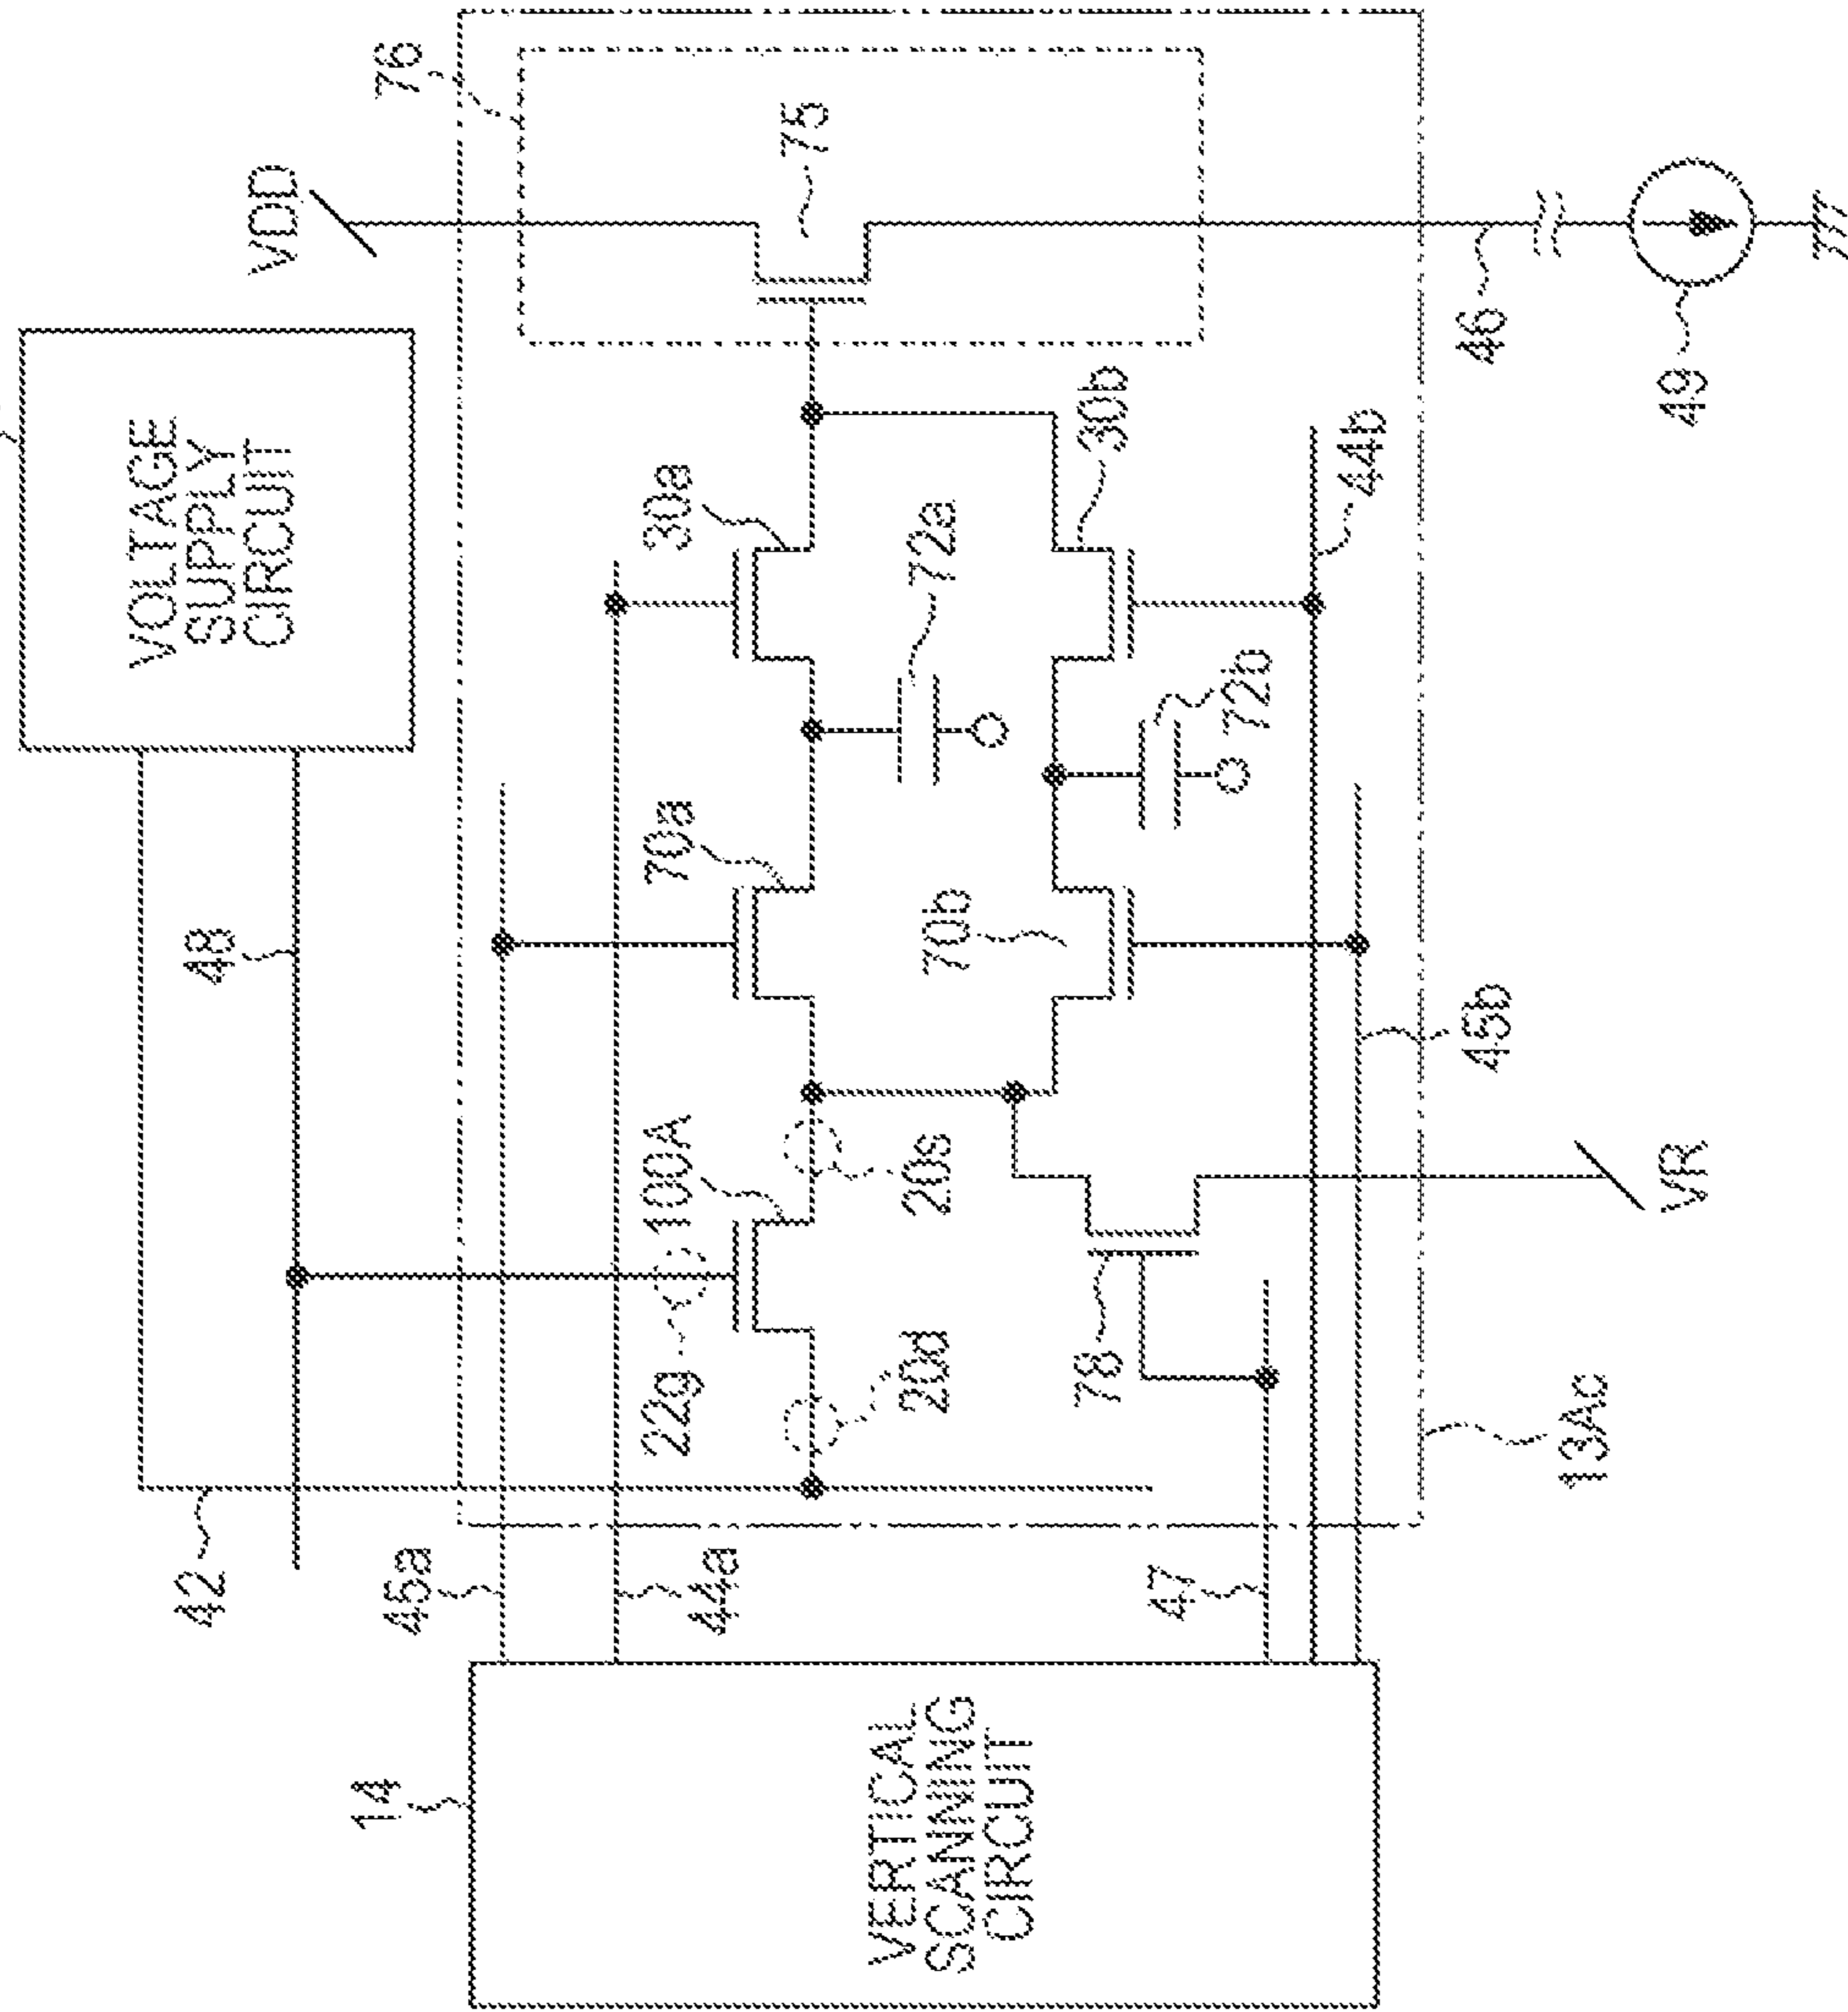 VOLTAGE
SUPPLY
CIRCUIT
VDD
76
48
75
42
45a
70a
30a
44a
100A
22g
72a
20s
20d
70b
30b
72b
14
VERTICAL
SCANNING
CIRCUIT
47
78
44b
45b
46
13Ac
VR
49